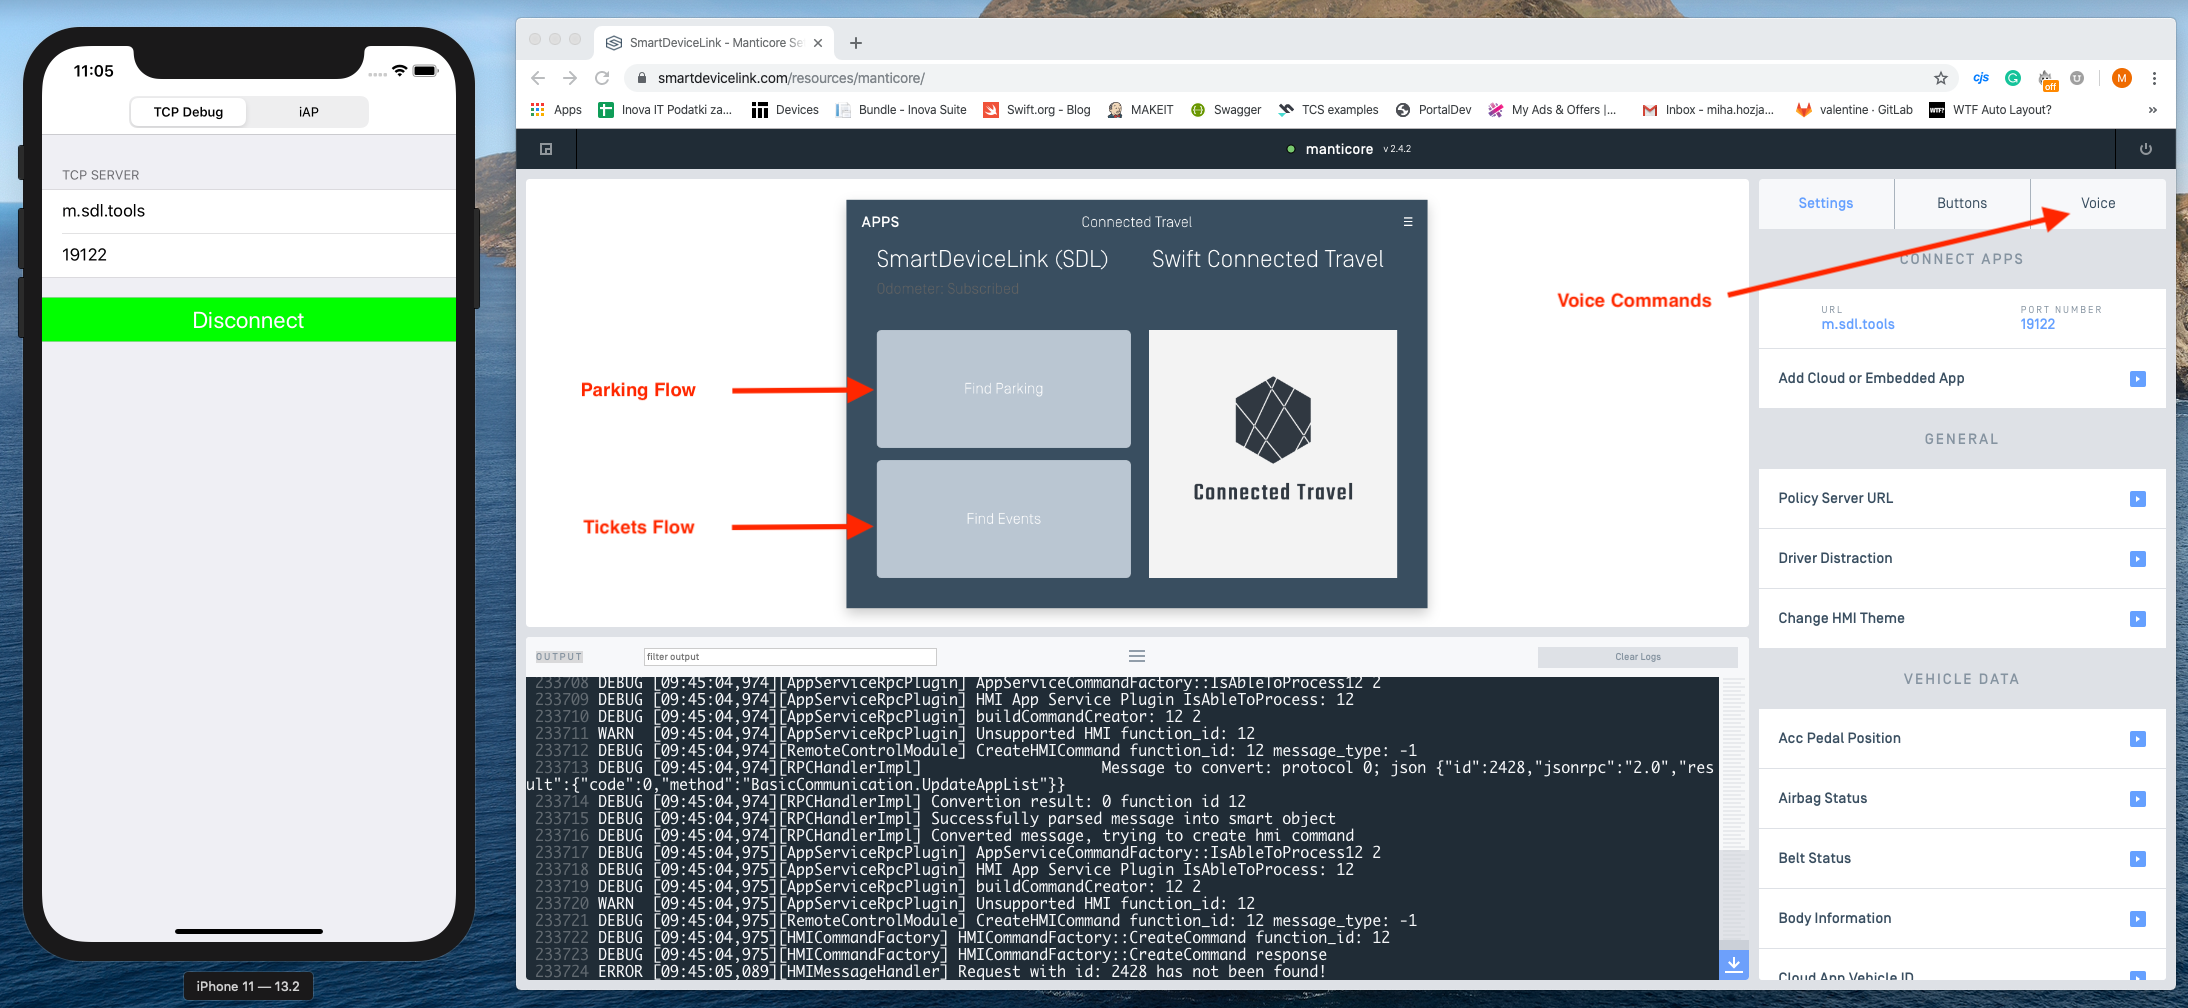 11:05
TCP Debug
iAP
TCP SERVER
m.sdl.tools
19122
Disconnect
iPhone 11 — 13.2
SmartDeviceLink - Manticore Se
smartdevicelink.com/resources/manticore/
cjs
off
M
Apps
Inova IT Podatki za...
Devices
Bundle - Inova Suite
Swift.org - Blog
MAKEIT
Swagger
TCS examples
PortalDev
My Ads & Offers |...
Inbox - miha.hozja...
valentine · GitLab
WTF Auto Layout?
manticore v 2.4.2
APPS
Connected Travel
SmartDeviceLink (SDL)
Swift Connected Travel
Odometer: Subscribed
Find Parking
Find Events
Connected Travel
Parking Flow
Tickets Flow
Voice Commands
OUTPUT
filter output
Clear Logs
233708 DEBUG [09:45:04,974][AppServiceRpcPlugin] AppServiceCommandFactory::IsAbleToProcess12 2
233709 DEBUG [09:45:04,974][AppServiceRpcPlugin] HMI App Service Plugin IsAbleToProcess: 12
233710 DEBUG [09:45:04,974][AppServiceRpcPlugin] buildCommandCreator: 12 2
233711 WARN [09:45:04,974][AppServiceRpcPlugin] Unsupported HMI function_id: 12
233712 DEBUG [09:45:04,974][RemoteControlModule] CreateHMICommand function_id: 12 message_type: -1
233713 DEBUG [09:45:04,974][RPCHandlerImpl] Message to convert: protocol 0; json {"id":2428,"jsonrpc":"2.0","res
ult":{"code":0,"method":"BasicCommunication.UpdateAppList"}}
233714 DEBUG [09:45:04,974][RPCHandlerImpl] Convertion result: 0 function id 12
233715 DEBUG [09:45:04,974][RPCHandlerImpl] Successfully parsed message into smart object
233716 DEBUG [09:45:04,974][RPCHandlerImpl] Converted message, trying to create hmi command
233717 DEBUG [09:45:04,975][AppServiceRpcPlugin] AppServiceCommandFactory::IsAbleToProcess12 2
233718 DEBUG [09:45:04,975][AppServiceRpcPlugin] HMI App Service Plugin IsAbleToProcess: 12
233719 DEBUG [09:45:04,975][AppServiceRpcPlugin] buildCommandCreator: 12 2
233720 WARN [09:45:04,975][AppServiceRpcPlugin] Unsupported HMI function_id: 12
233721 DEBUG [09:45:04,975][RemoteControlModule] CreateHMICommand function_id: 12 message_type: -1
233722 DEBUG [09:45:04,975][HMICommandFactory] HMICommandFactory::CreateCommand function_id: 12
233723 DEBUG [09:45:04,975][HMICommandFactory] HMICommandFactory::CreateCommand response
233724 ERROR [09:45:05,089][HMIMessageHandler] Request with id: 2428 has not been found!
Settings
Buttons
Voice
CONNECT APPS
URL
m.sdl.tools
PORT NUMBER
19122
Add Cloud or Embedded App
GENERAL
Policy Server URL
Driver Distraction
Change HMI Theme
VEHICLE DATA
Acc Pedal Position
Airbag Status
Belt Status
Body Information
Cloud App Vehicle ID